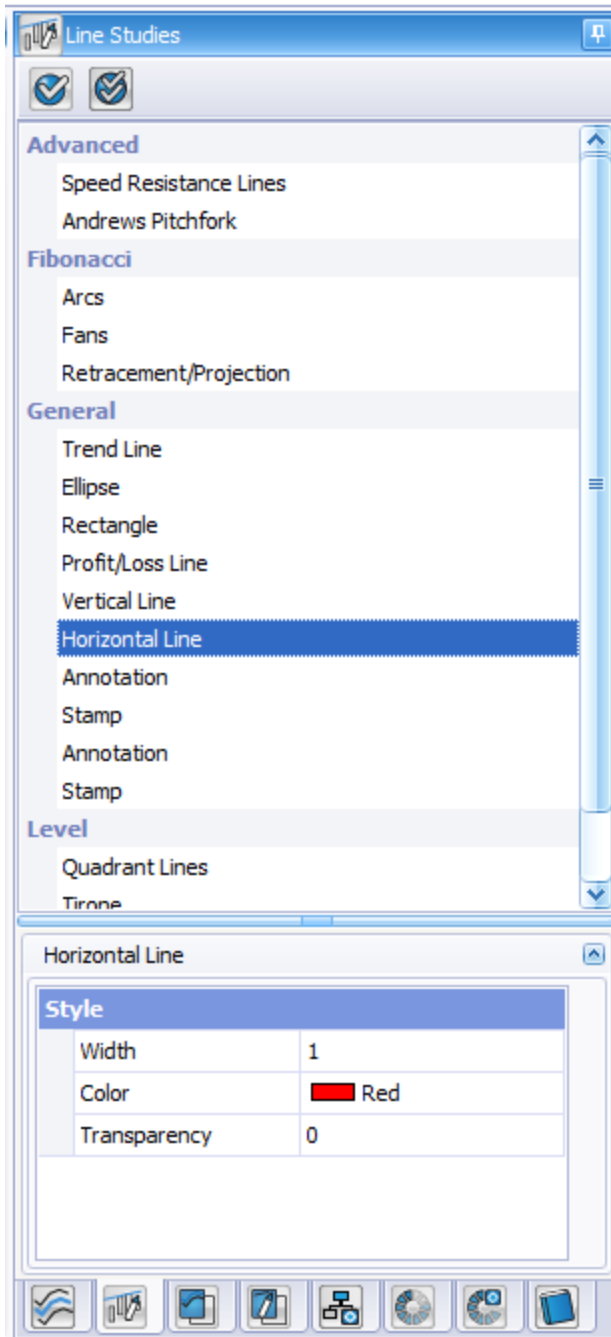 Line Studies
Advanced
Speed Resistance Lines
Andrews Pitchfork
Fibonacci
Arcs
Fans
Retracement/Projection
General
Trend Line
Ellipse
Rectangle
Profit/Loss Line
Vertical Line
Horizontal Line
Annotation
Stamp
Annotation
Stamp
Level
Quadrant Lines
Tirone
Horizontal Line
Style
Width 1
Color Red
Transparency 0